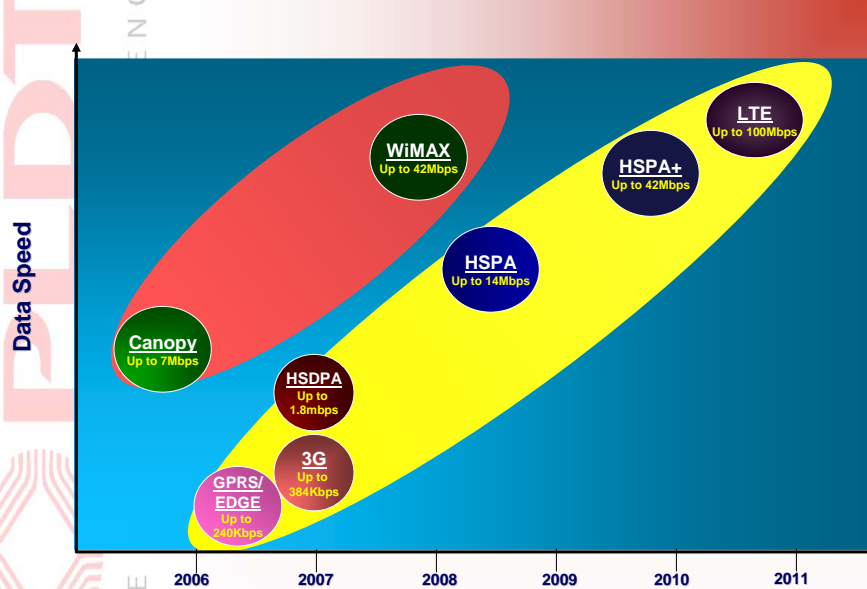 PLDT
Data Speed
WiMAX
Up to 42Mbps
LTE
Up to 100Mbps
HSPA+
Up to 42Mbps
HSPA
Up to 14Mbps
Canopy
Up to 7Mbps
HSDPA
Up to
1.8mbps
3G
Up to
384Kbps
GPRS/
EDGE
Up to
240Kbps
2006
2007
2008
2009
2010
2011